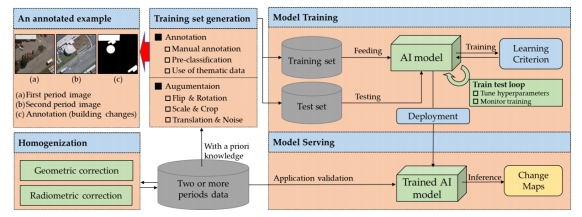 An annotated example
(a) (b) (c)
(a)First period image
(b)Second period image
(c) Annotation (building changes)
Training set generation
Annotation
Manual annotation
Pre-classification
Use of thematic data
Augmentaion
Flip & Rotation
Scale & Crop
Translation & Noise
Model Training
Training set
Feeding
AI model
Training
Learning
Criterion
Test set
Testing
Train test loop
Tune hyperparameters
Monitor training
Deployment
Homogenization
Geometric correction
Radiometric correction
With a priori
knowledge
Two or more
periods data
Application validation
Model Serving
Trained AI
model
Inference
Change
Maps